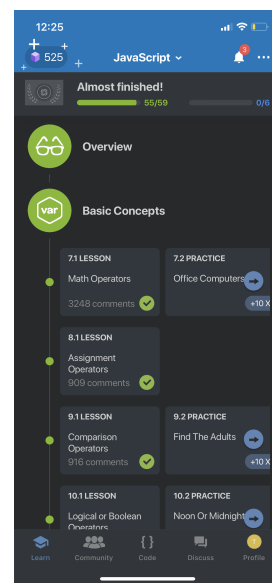 12:25
525
JavaScript
3
Almost finished!
55/59
0/6
Overview
var
Basic Concepts
7.1 LESSON
Math Operators
3248 comments
7.2 PRACTICE
Office Computers
+10 X
8.1 LESSON
Assignment
Operators
909 comments
9.1 LESSON
Comparison
Operators
916 comments
9.2 PRACTICE
Find The Adults
+10 X
10.1 LESSON
Logical or Boolean
Operators
10.2 PRACTICE
Noon Or Midnight
Learn
Community
{ }
Code
Discuss
Profile